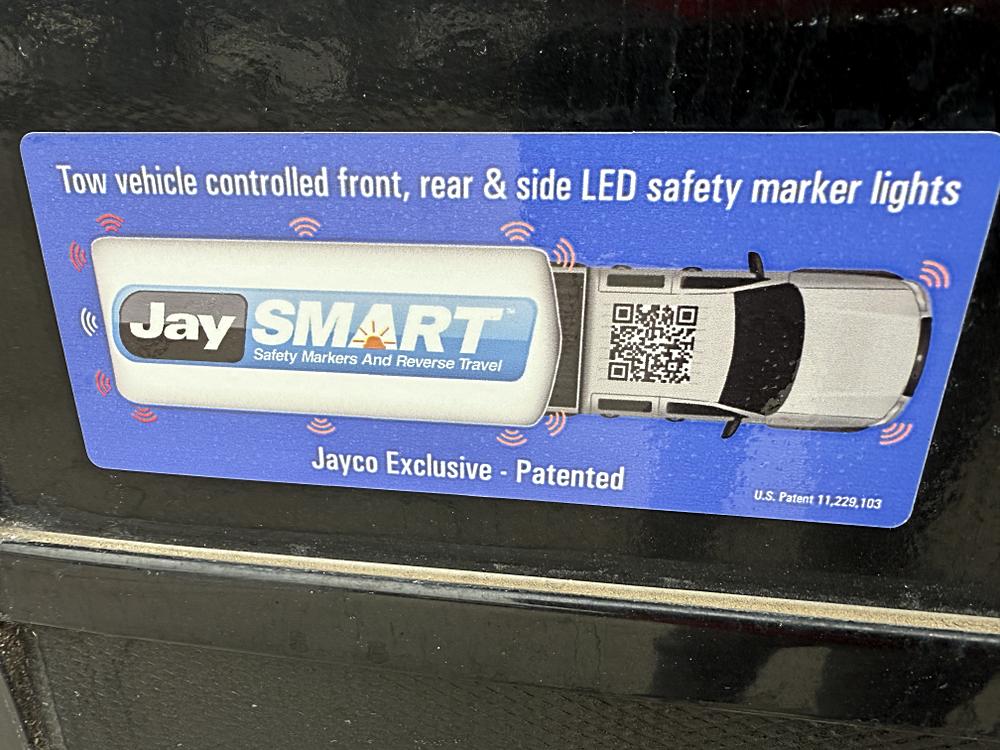 Tow vehicle controlled front, rear & side LED safety marker lights
Jay SMART™
Safety Markers And Reverse Travel
Jayco Exclusive - Patented
U.S. Patent 11,229,103